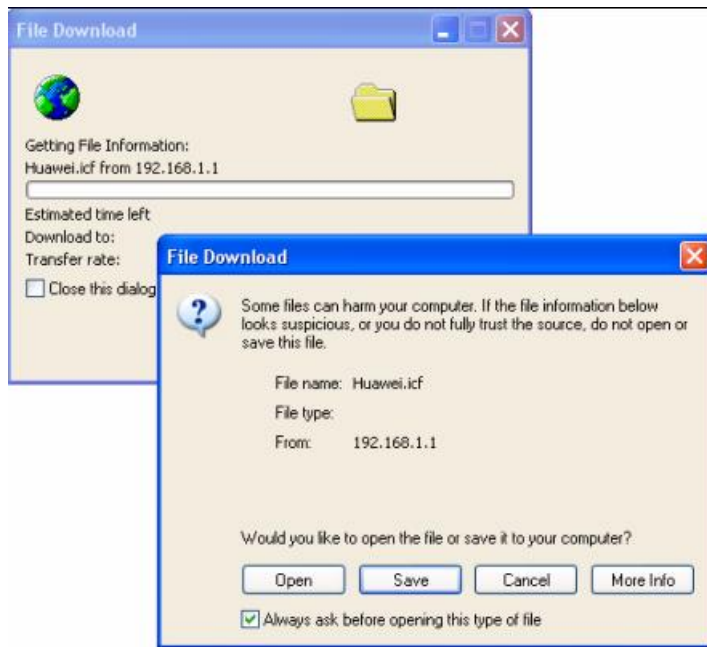 File Download
Getting File Information:
Huawei.icf from 192.168.1.1
Estimated time left
Download to:
Transfer rate:
Close this dialog
File Download
Some files can harm your computer. If the file information below
looks suspicious, or you do not fully trust the source, do not open or
save this file.
File name: Huawei.icf
File type:
From: 192.168.1.1
Would you like to open the file or save it to your computer?
Open Save Cancel More Info
Always ask before opening this type of file